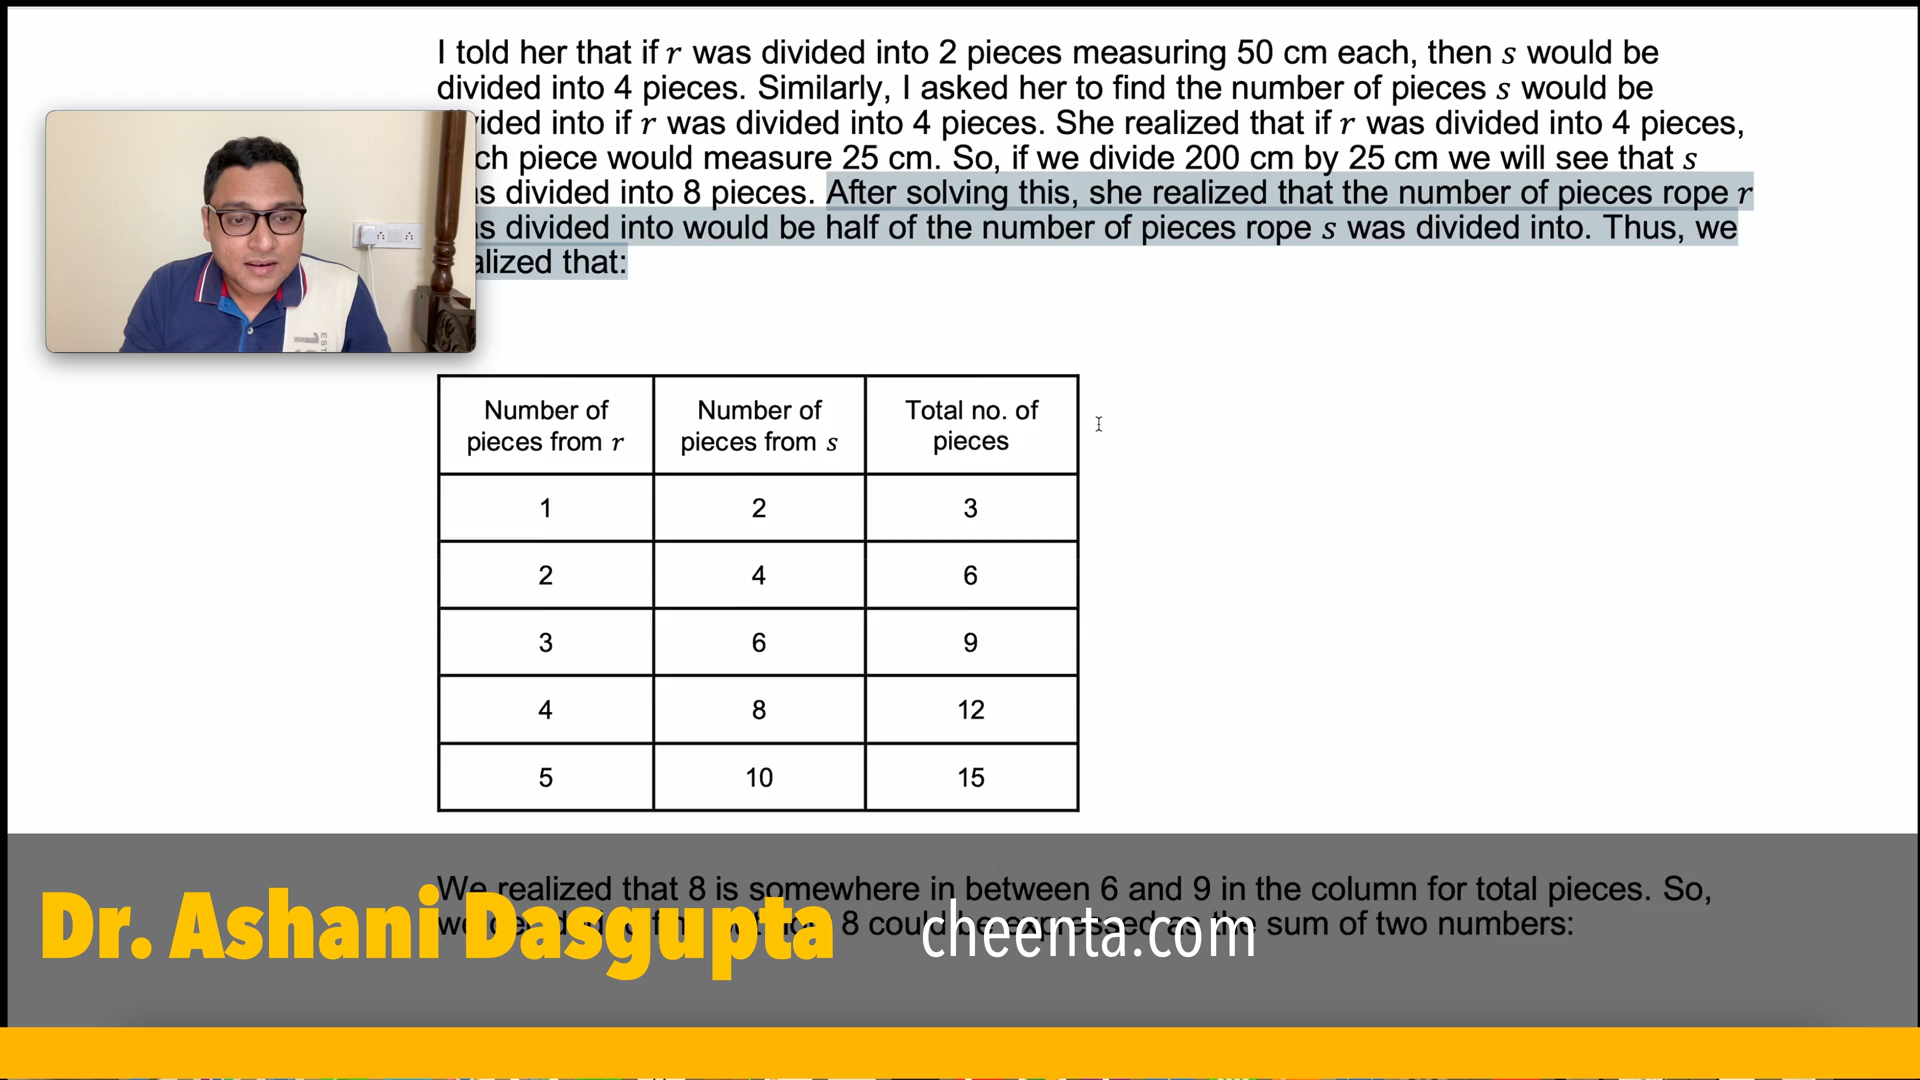 I told her that if r was divided into 2 pieces measuring 50 cm each, then s would be
divided into 4 pieces. Similarly, I asked her to find the number of pieces s would be
vided into if r was divided into 4 pieces. She realized that if r was divided into 4 pieces,
ch piece would measure 25 cm. So, if we divide 200 cm by 25 cm we will see that s
s divided into 8 pieces. After solving this, she realized that the number of pieces rope r
s divided into would be half of the number of pieces rope s was divided into. Thus, we
alized that:
Number of pieces from r Number of pieces from s Total no. of pieces
1 2 3
2 4 6
3 6 9
4 8 12
5 10 15
We realized that 8 is somewhere in between 6 and 9 in the column for total pieces. So,
8 could be expressed as the sum of two numbers:
Dr. Ashani Dasgupta
cheenta.com